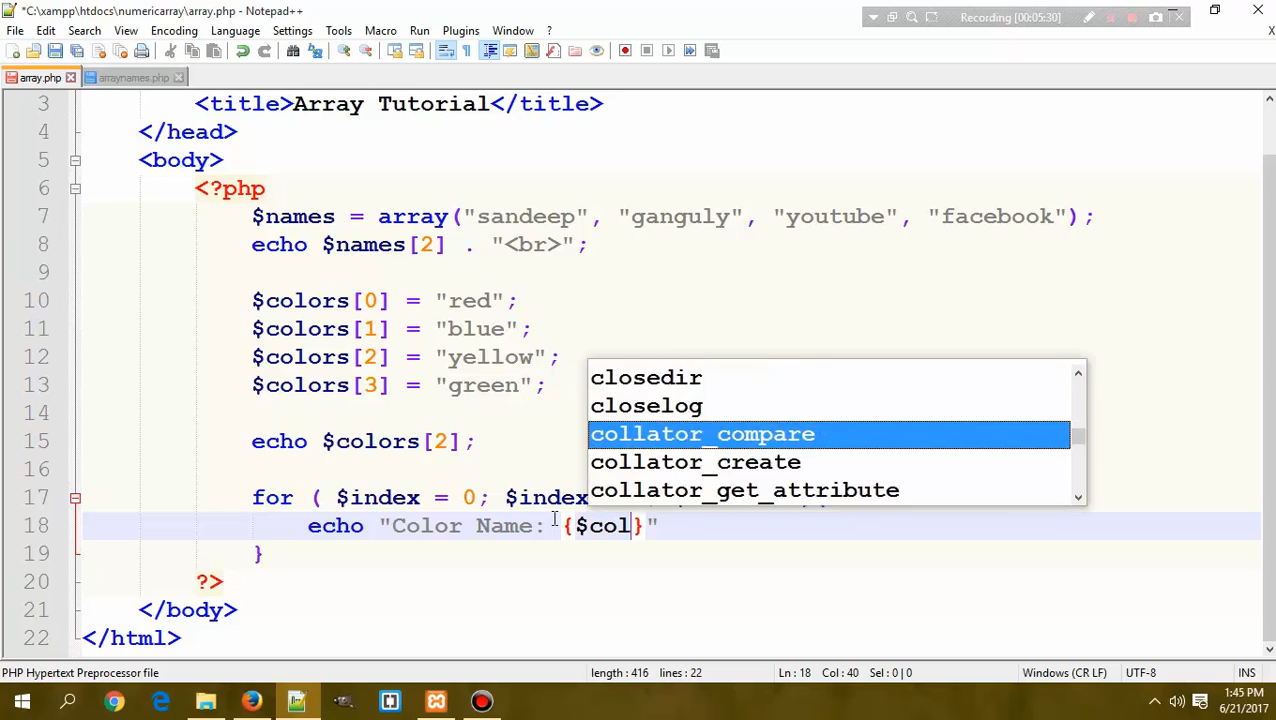 *C:\xampp\htdocs\numericarray\array.php - Notepad++
Recording [00:05:30]
File Edit Search View Encoding Language Settings Tools Macro Run Plugins Window ?
X
array.php arraynames.php
3 <title>Array Tutorial</title>
4 </head>
5 <body>
6 <?php
7 $names = array("sandeep", "ganguly", "youtube", "facebook");
8 echo $names[2] . "<br>";
9
10 $colors[0] = "red";
11 $colors[1] = "blue";
12 $colors[2] = "yellow";
13 $colors[3] = "green";
14
15 echo $colors[2];
16
17 for ( $index = 0; $index
18 echo "Color Name: {$col}"
19 }
20 ?>
21 </body>
22 </html>
closedir
closelog
collator_compare
collator_create
collator_get_attribute
PHP Hypertext Preprocessor file length : 416 lines : 22 Ln : 18 Col : 40 Sel : 0 | 0 Windows (CR LF) UTF-8 INS
1:45 PM
6/21/2017